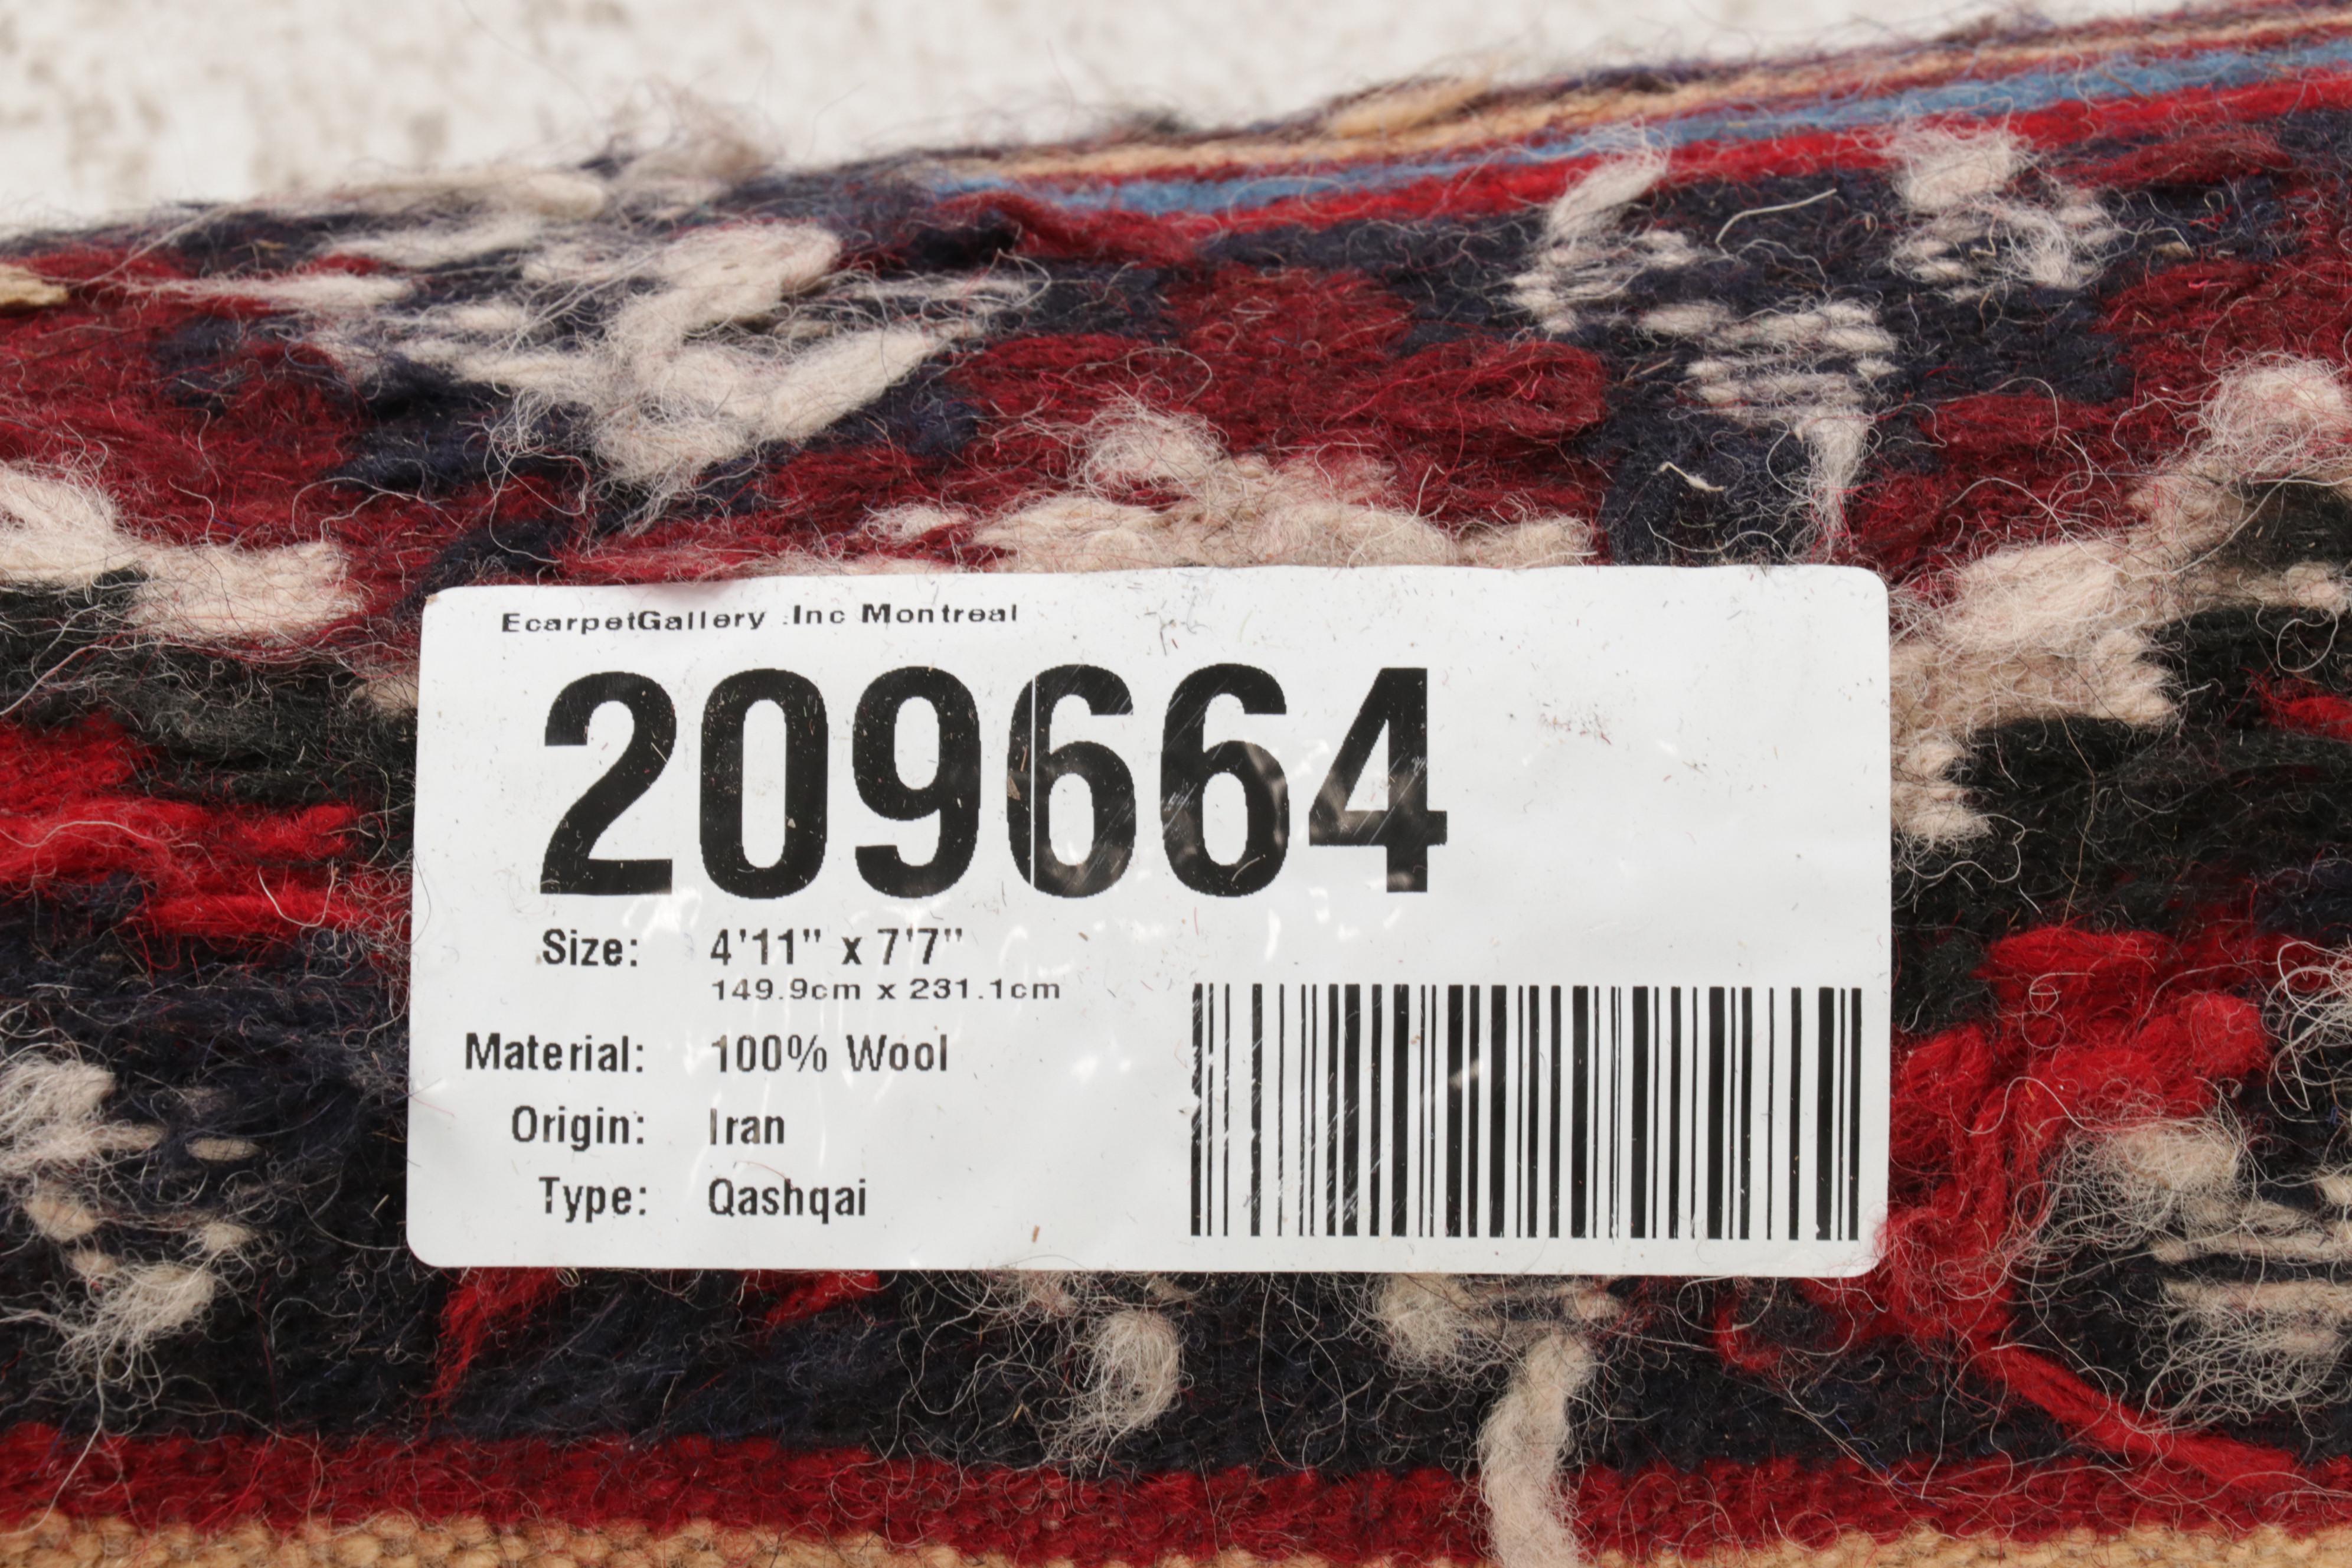 EcarpetGallery .Inc Montreal
209664
Size: 4'11" x 7'7"
149.9cm x 231.1cm
Material: 100% Wool
Origin: Iran
Type: Qashqai